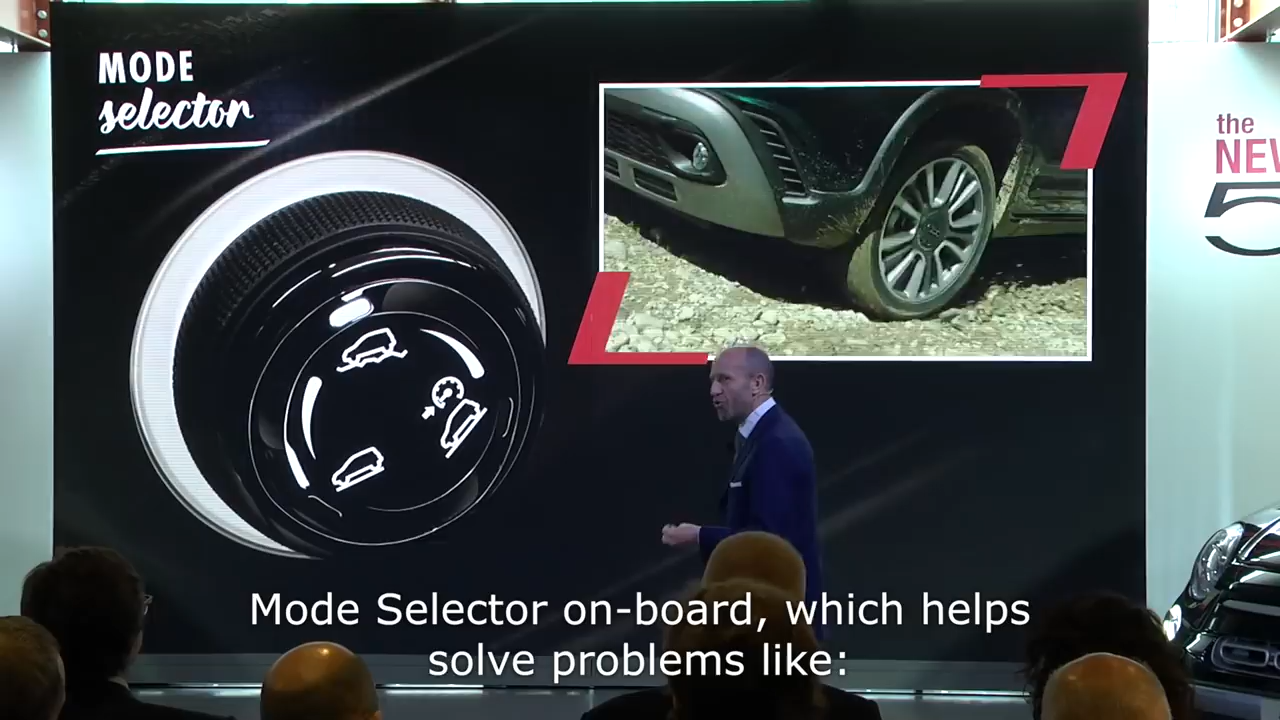 MODE
selector
the
NEW
5
Mode Selector on-board, which helps
solve problems like: